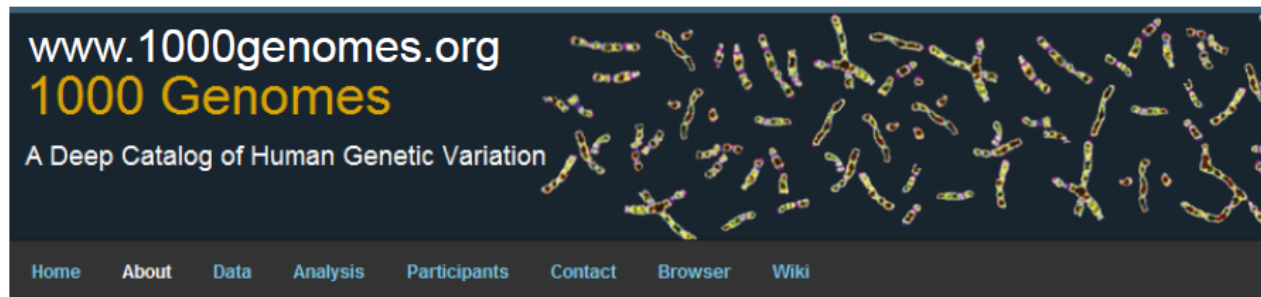 www.1000genomes.org
1000 Genomes
A Deep Catalog of Human Genetic Variation
Home About Data Analysis Participants Contact Browser Wiki